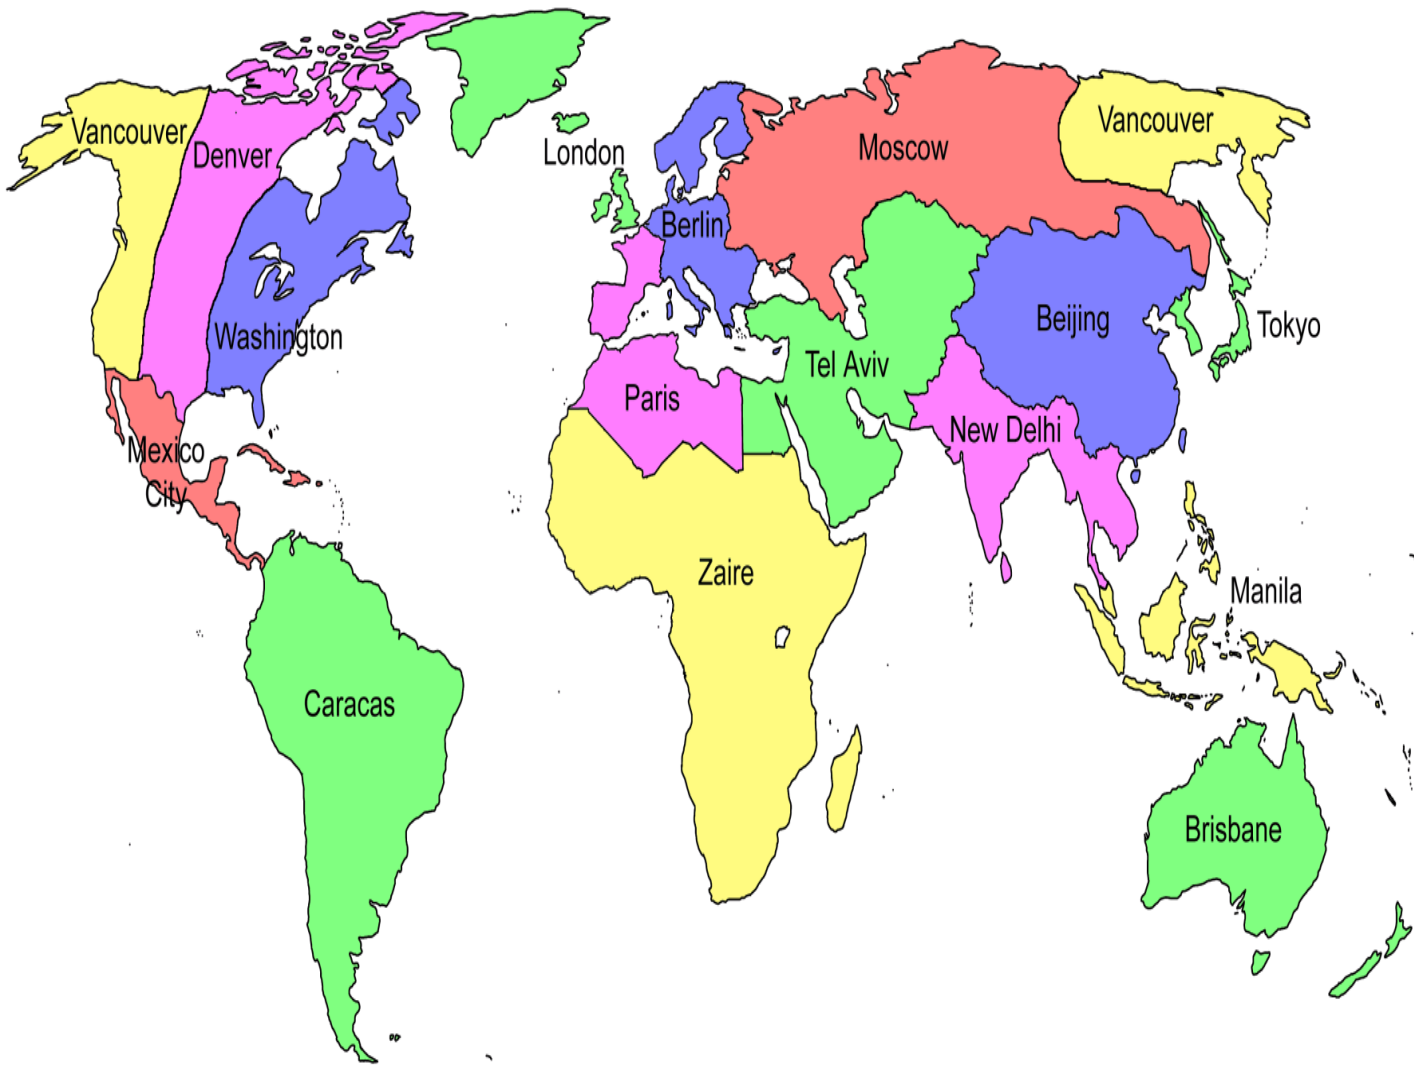 Vancouver
Denver
London
Moscow
Vancouver
Berlin
Washington
Beijing
Tokyo
Tel Aviv
Paris
New Delhi
Mexico
City
Zaire
Manila
Caracas
Brisbane